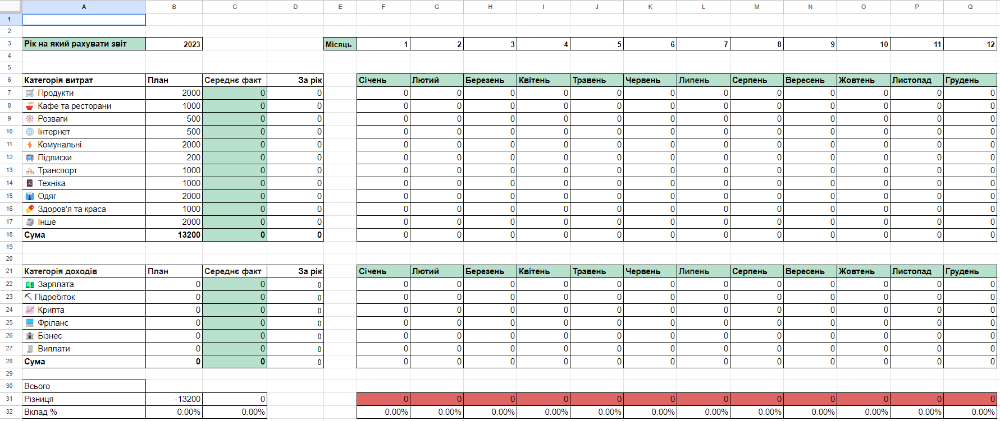 A B C D E F G H I J K L M N O P Q
1
2
3 Рік на який рахувати звіт 2023 Місяць 1 2 3 4 5 6 7 8 9 10 11 12
4
5
6 Категорія витрат План Середнє факт За рік Січень Лютий Березень Квітень Травень Червень Липень Серпень Вересень Жовтень Листопад Грудень
7 Продукти 2000 0 0 0 0 0 0 0 0 0 0 0 0 0 0
8 Кафе та ресторани 1000 0 0 0 0 0 0 0 0 0 0 0 0 0 0
9 Розваги 500 0 0 0 0 0 0 0 0 0 0 0 0 0 0
10 Інтернет 500 0 0 0 0 0 0 0 0 0 0 0 0 0 0
11 Комунальні 2000 0 0 0 0 0 0 0 0 0 0 0 0 0 0
12 Підписки 200 0 0 0 0 0 0 0 0 0 0 0 0 0 0
13 Транспорт 1000 0 0 0 0 0 0 0 0 0 0 0 0 0 0
14 Техніка 1000 0 0 0 0 0 0 0 0 0 0 0 0 0 0
15 Одяг 2000 0 0 0 0 0 0 0 0 0 0 0 0 0 0
16 Здоров'я та краса 1000 0 0 0 0 0 0 0 0 0 0 0 0 0 0
17 Інше 2000 0 0 0 0 0 0 0 0 0 0 0 0 0 0
18 Сума 13200 0 0 0 0 0 0 0 0 0 0 0 0 0 0
19
20
21 Категорія доходів План Середнє факт За рік Січень Лютий Березень Квітень Травень Червень Липень Серпень Вересень Жовтень Листопад Грудень
22 Зарплата 0 0 0 0 0 0 0 0 0 0 0 0 0 0 0
23 Підробіток 0 0 0 0 0 0 0 0 0 0 0 0 0 0 0
24 Крипта 0 0 0 0 0 0 0 0 0 0 0 0 0 0 0
25 Фріланс 0 0 0 0 0 0 0 0 0 0 0 0 0 0 0
26 Бізнес 0 0 0 0 0 0 0 0 0 0 0 0 0 0 0
27 Виплати 0 0 0 0 0 0 0 0 0 0 0 0 0 0 0
28 Сума 0 0 0 0 0 0 0 0 0 0 0 0 0 0 0
29
30 Всього
31 Різниця -13200 0 0 0 0 0 0 0 0 0 0 0 0 0
32 Вклад % 0.00% 0.00% 0.00% 0.00% 0.00% 0.00% 0.00% 0.00% 0.00% 0.00% 0.00% 0.00% 0.00% 0.00%